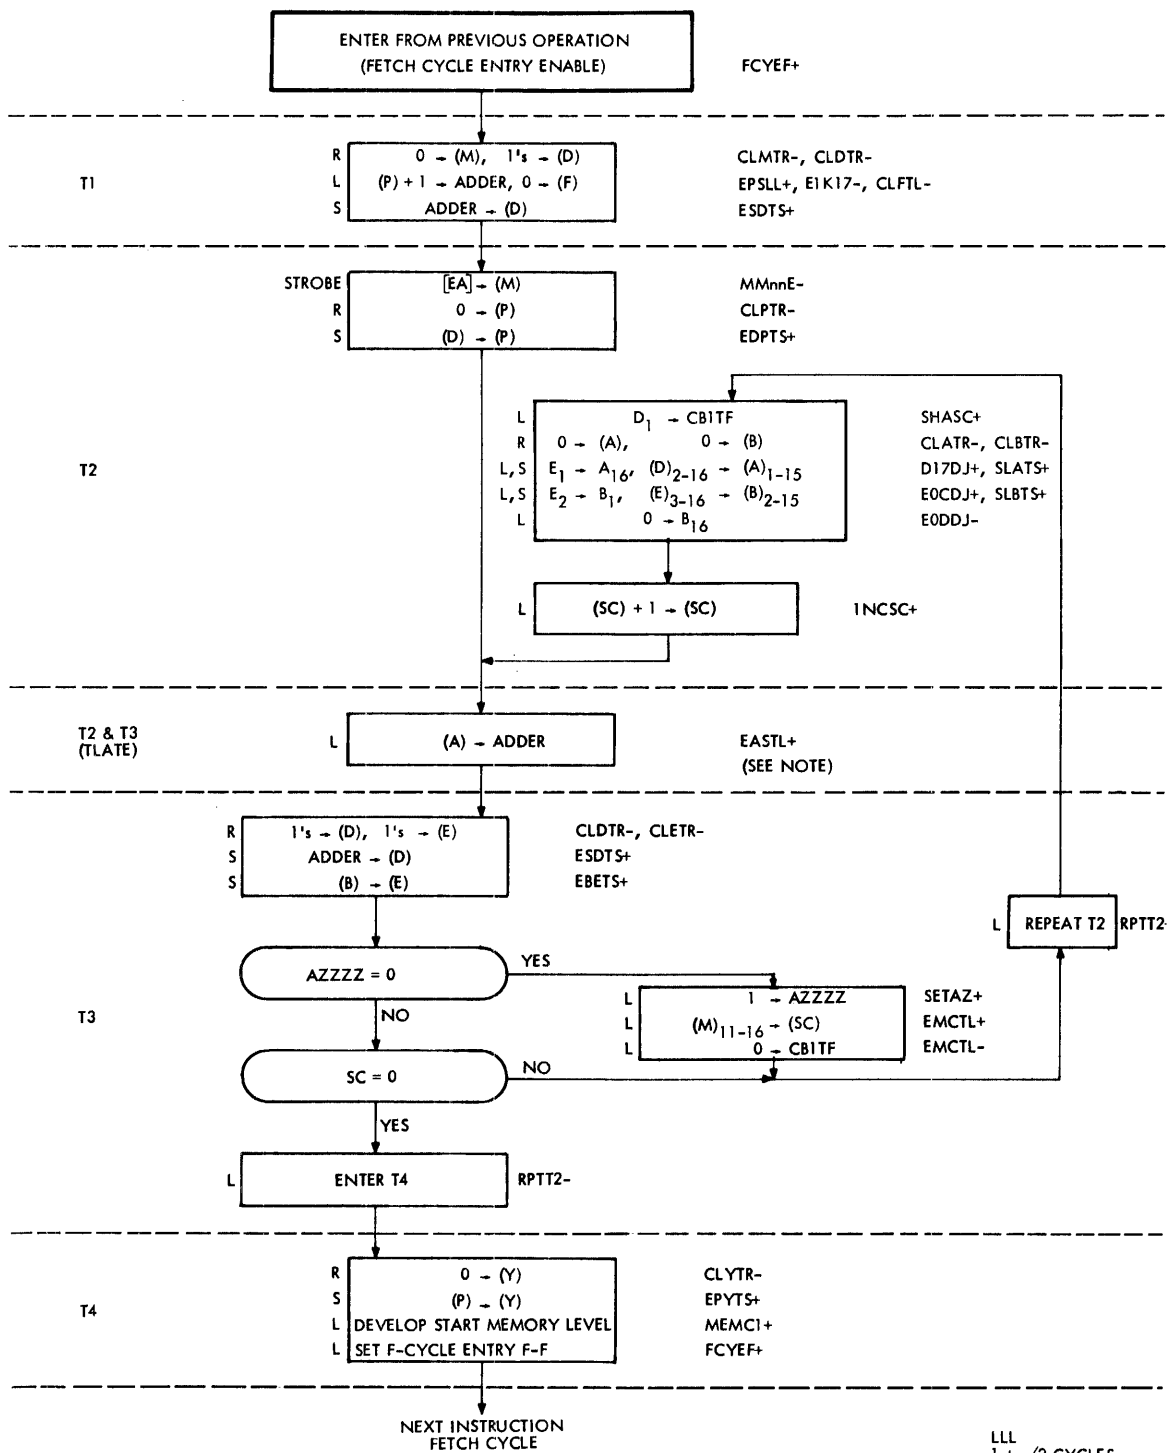 ENTER FROM PREVIOUS OPERATION
(FETCH CYCLE ENTRY ENABLE)
FCYEF+
T1
R 0 → (M), 1's → (D) CLMTR-, CLDTR-
L (P) + 1 → ADDER, 0 → (F) EPSLL+, E1K17-, CLFTL-
S ADDER → (D) ESDTS+
STROBE [EA] → (M) MMnnE-
R 0 → (P) CLPTR-
S (D) → (P) EDPTS+
T2
L D1 → CB1TF SHASC+
R 0 → (A), 0 → (B) CLATR-, CLBTR-
L,S E1 → A16, (D)2-16 → (A)1-15 D17DJ+, SLATS+
L,S E2 → B1, (E)3-16 → (B)2-15 E0CDJ+, SLBTS+
L 0 → B16 E0DDJ-
L (SC) + 1 → (SC) 1NCSC+
T2 & T3
(TLATE)
L (A) → ADDER EASTL+
(SEE NOTE)
R 1's → (D), 1's → (E) CLDTR-, CLETR-
S ADDER → (D) ESDTS+
S (B) → (E) EBETS+
L REPEAT T2 RPTT2-
AZZZZ = 0
YES
NO
T3
L 1 → AZZZZ SETAZ+
L (M)11-16 → (SC) EMCTL+
L 0 → CB1TF EMCTL-
SC = 0
NO
YES
L ENTER T4 RPTT2-
T4
R 0 → (Y) CLYTR-
S (P) → (Y) EPYTS+
L DEVELOP START MEMORY LEVEL MEMC1+
L SET F-CYCLE ENTRY F-F FCYEF+
NEXT INSTRUCTION
FETCH CYCLE
LLL